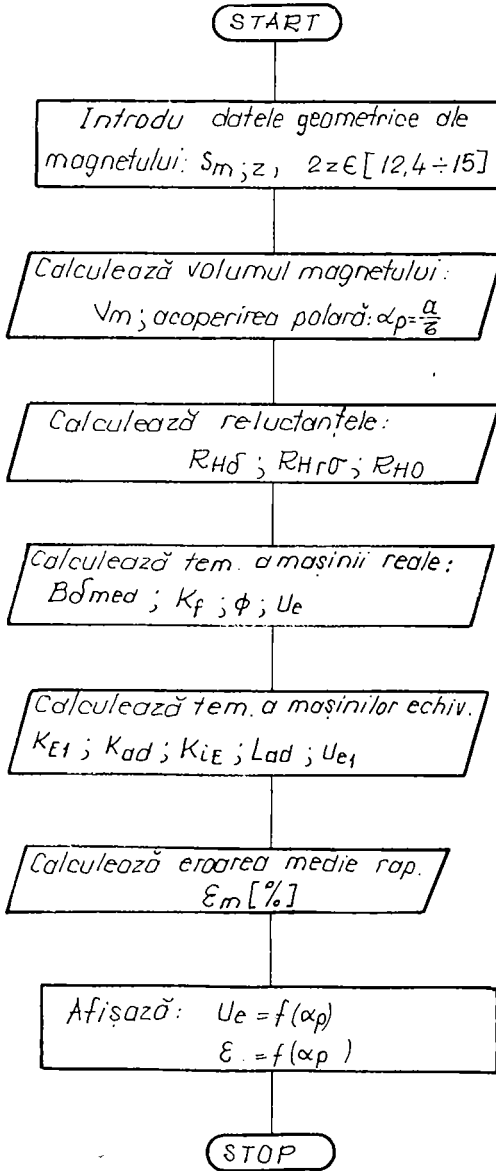 START
Introdu datele geometrice ale
magnetului: Sm;z, 2z∈[12,4÷15]
Calculează volumul magnetului:
Vm; acoperirea polară: αp=a/τ
Calculează reluctanțele:
RHδ; RHrσ; RHO
Calculează tem. a mașinii reale:
Bδmed; Kf; ϕ; Ue
Calculează tem. a mașinilor echiv.
KE1; Kad; KiE; Lad; Ue1
Calculează eroarea medie rap.
Ɛm[%]
Afișază: Ue=f(αp)
Ɛ.=f(αp)
STOP